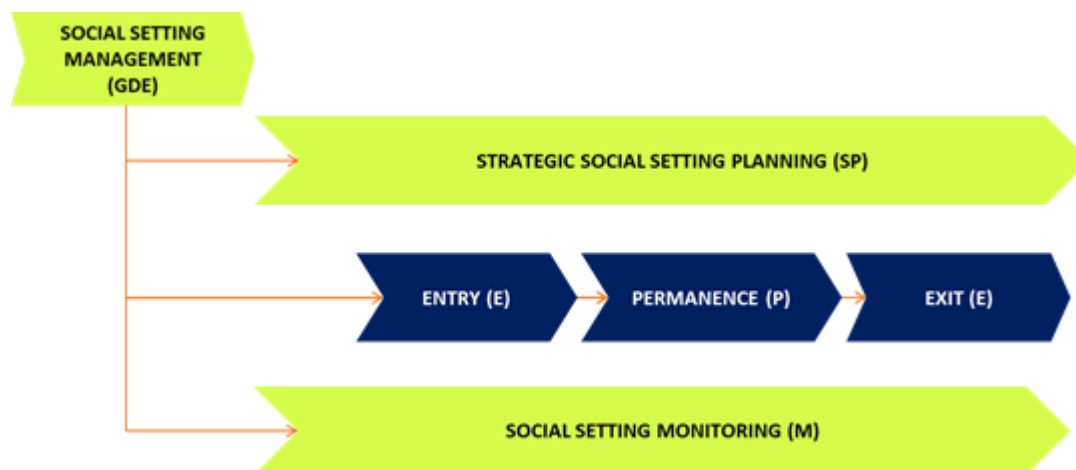 SOCIAL SETTING
MANAGEMENT
(GDE)
STRATEGIC SOCIAL SETTING PLANNING (SP)
ENTRY (E)
PERMANENCE (P)
EXIT (E)
SOCIAL SETTING MONITORING (M)